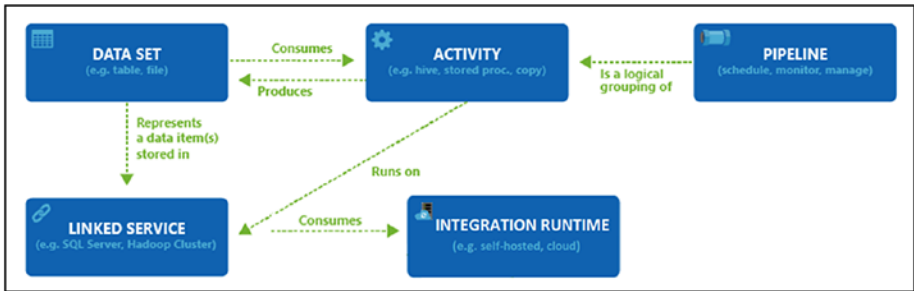 DATA SET
(e.g. table, file)
Consumes
Produces
ACTIVITY
(e.g. hive, stored proc., copy)
Is a logical
grouping of
PIPELINE
(schedule, monitor, manage)
Represents
a data item(s)
stored in
Runs on
LINKED SERVICE
(e.g. SQL Server, Hadoop Cluster)
Consumes
INTEGRATION RUNTIME
(e.g. self-hosted, cloud)